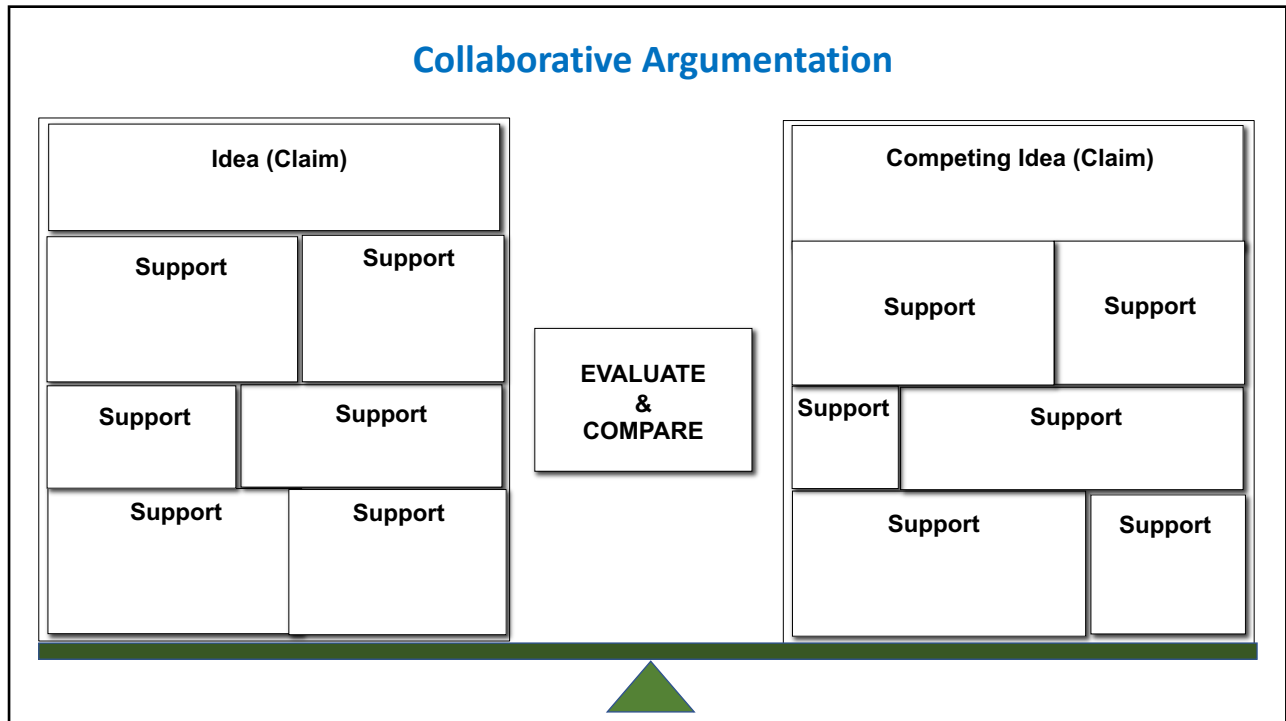 Collaborative Argumentation
Idea (Claim)
Support
Support
Support
Support
Support
Support
EVALUATE
&
COMPARE
Competing Idea (Claim)
Support
Support
Support
Support
Support
Support